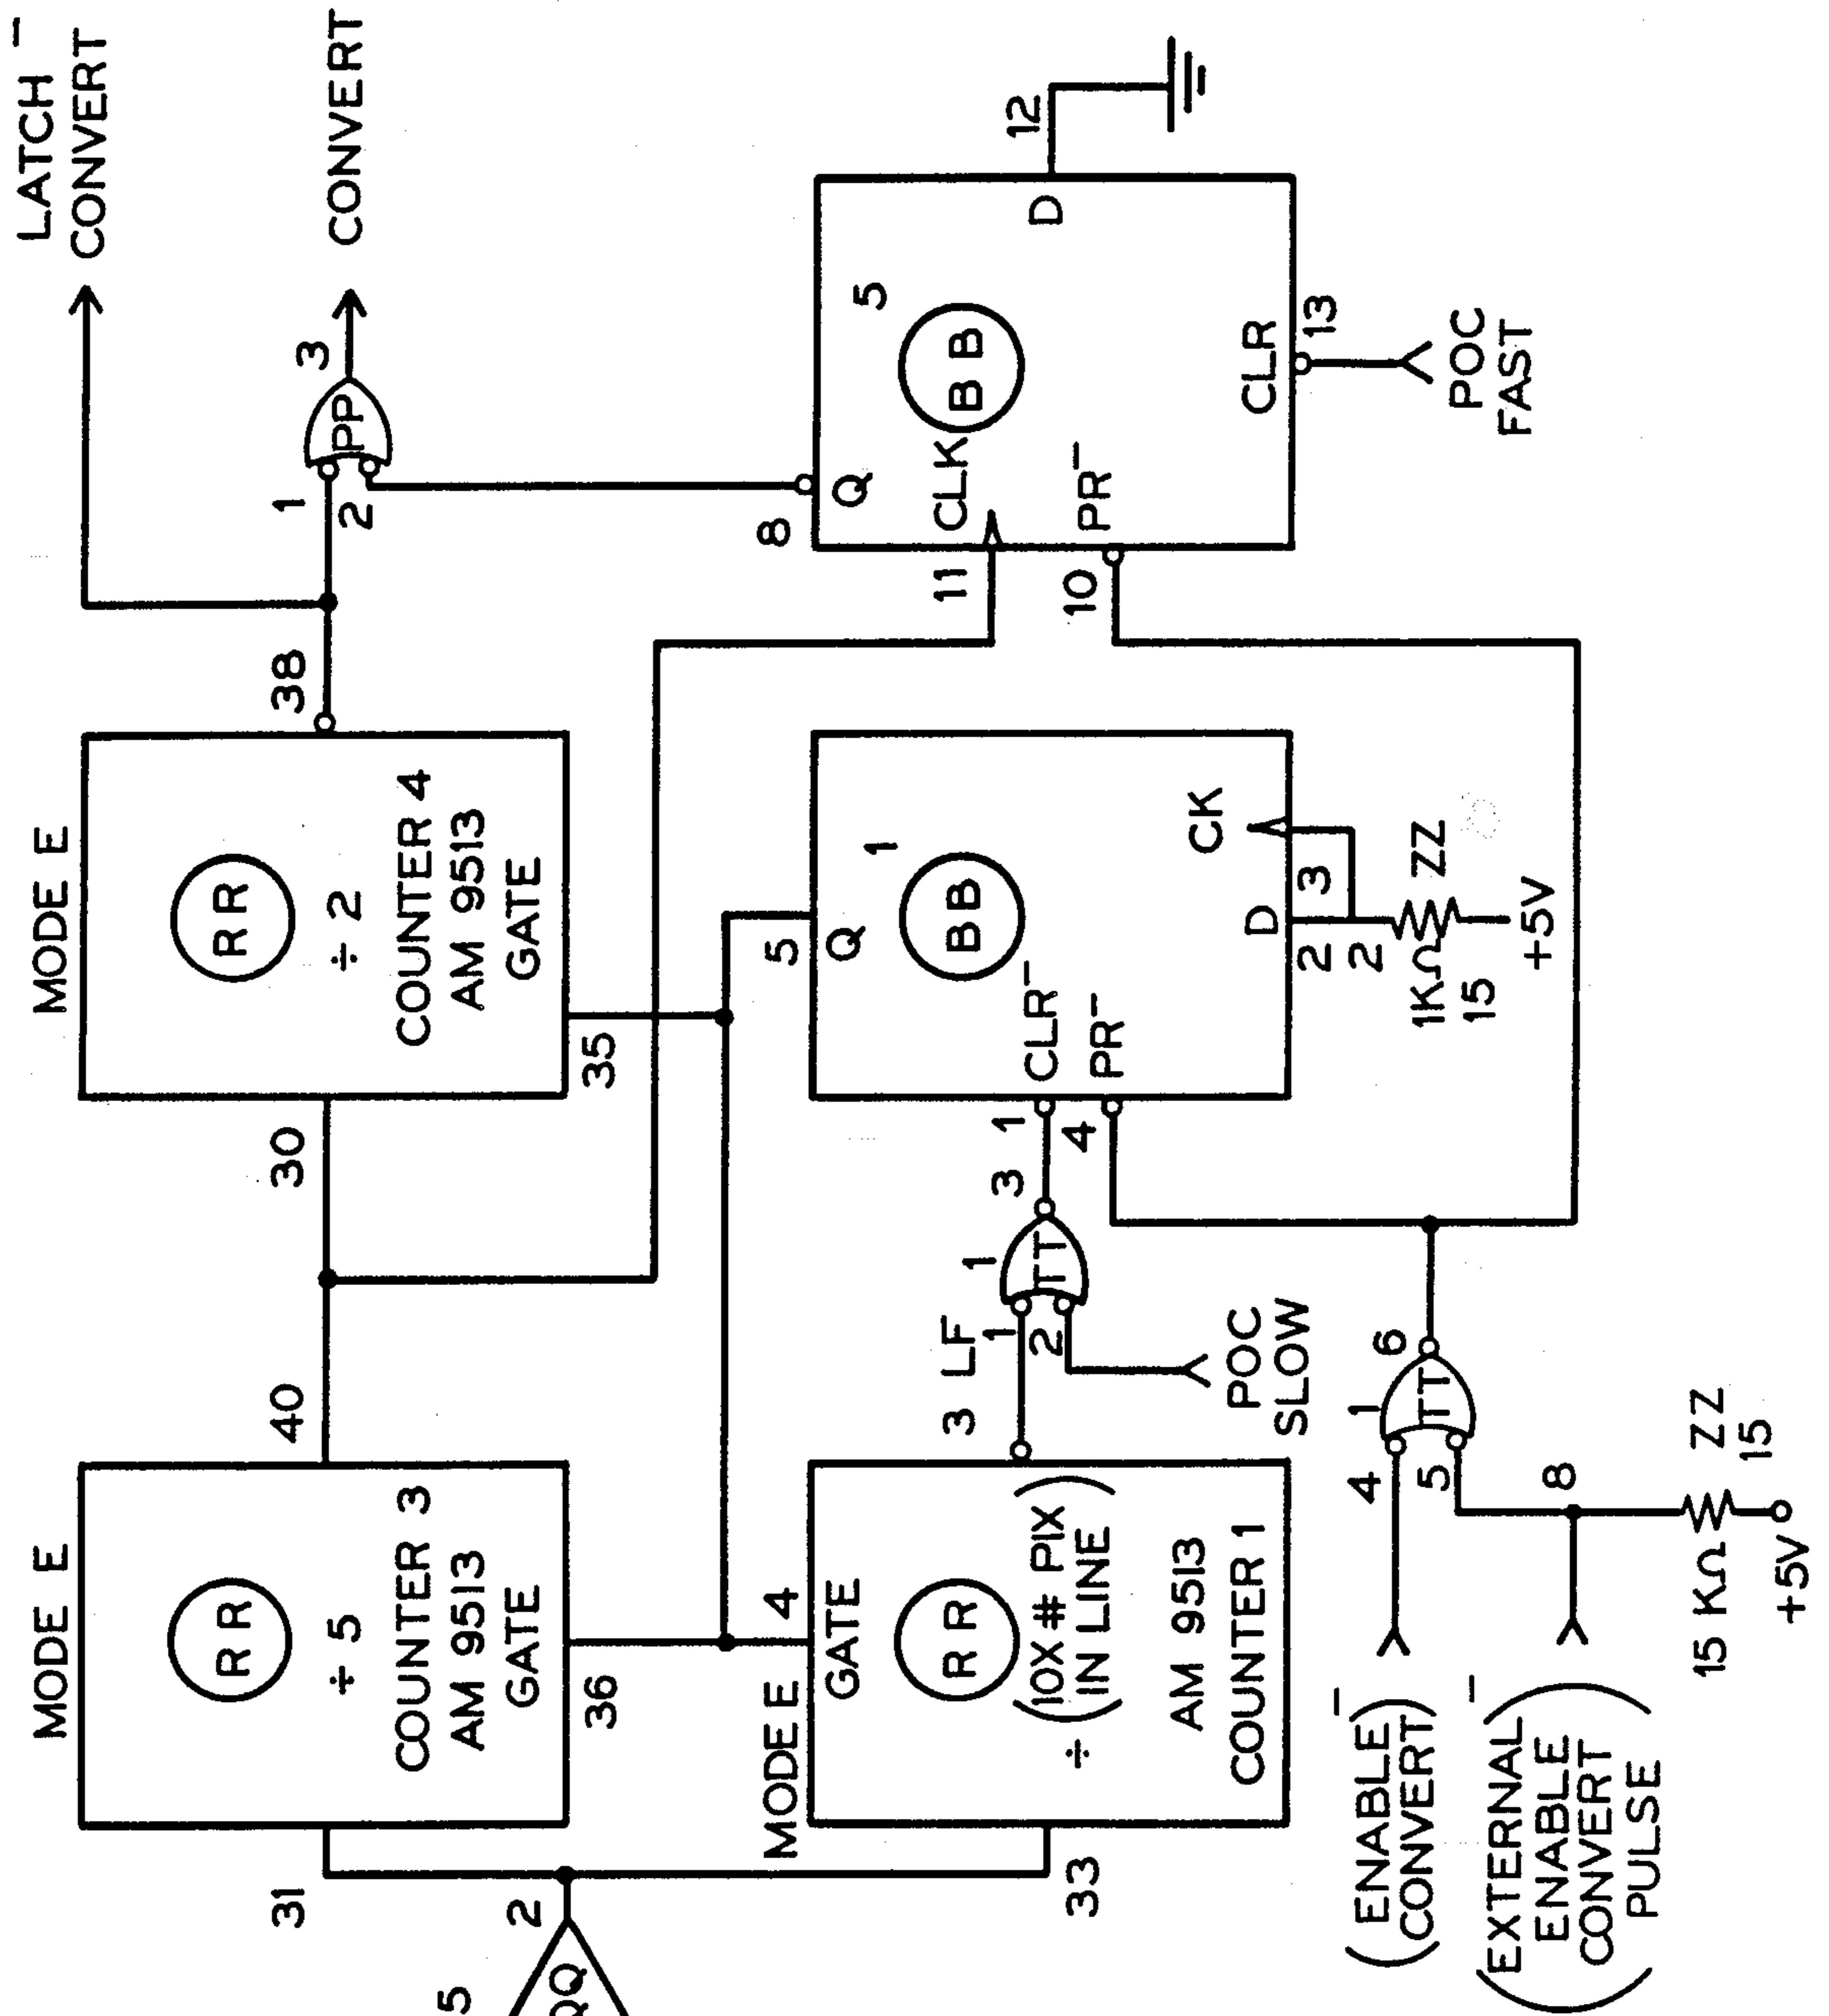 LATCH¯
CONVERT
CONVERT
3
PP
1
2
MODE E
RR
÷ 5
COUNTER 3
AM 9513
GATE
31
40
36
MODE E
RR
÷ 2
COUNTER 4
AM 9513
GATE
30
38
35
5
QQ
2
MODE E
4
GATE
RR
÷ (10X # PIX
IN LINE)
AM 9513
COUNTER 1
33
3
LF
1
2
1
TT
3
POC
SLOW
1
4
CLR¯
PR¯
5
Q
BB
1
D
CK
2
3
2
1KΩ
ZZ
15
+5V
8
Q
11
CLK
10
PR¯
BB
5
D
12
CLR
13
POC
FAST
(ENABLE
CONVERT)¯
(EXTERNAL
ENABLE
CONVERT
PULSE)¯
4
5
1
TT
6
8
15 KΩ
ZZ
15
+5V